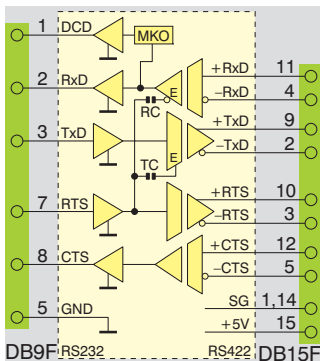 1 DCD MKO
2 RxD +RxD 11
E −RxD 4
RC
3 TxD +TxD 9
−TxD 2
TC E
7 RTS +RTS 10
−RTS 3
8 CTS +CTS 12
−CTS 5
5 GND SG 1,14
+5V 15
DB9F RS232 RS422 DB15F